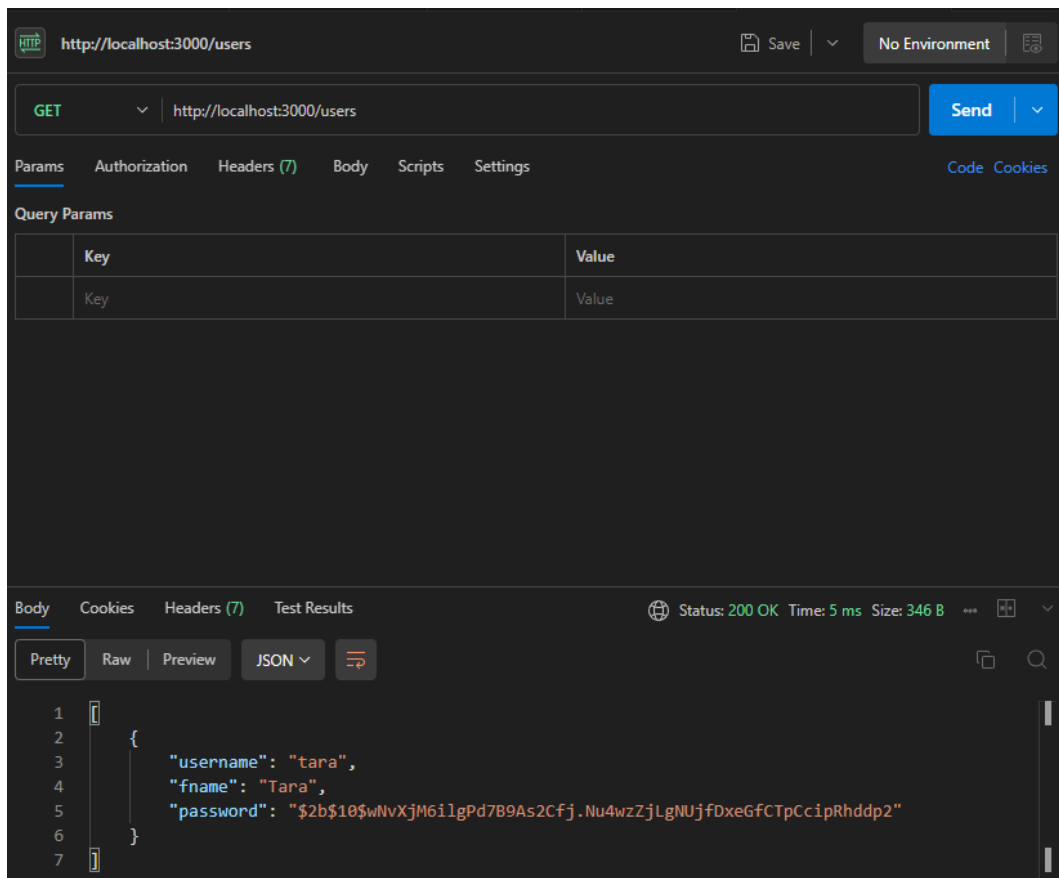 HTTP http://localhost:3000/users Save No Environment
GET http://localhost:3000/users Send
Params Authorization Headers (7) Body Scripts Settings Code Cookies
Query Params
Key Value
Key Value
Body Cookies Headers (7) Test Results Status: 200 OK Time: 5 ms Size: 346 B
Pretty Raw Preview JSON
1 [
2 {
3 "username": "tara",
4 "fname": "Tara",
5 "password": "$2b$10$wNvXjM6ilgPd7B9As2Cfj.Nu4wzZjLgNUjfDxeGfCTpCcipRhddp2"
6 }
7 ]